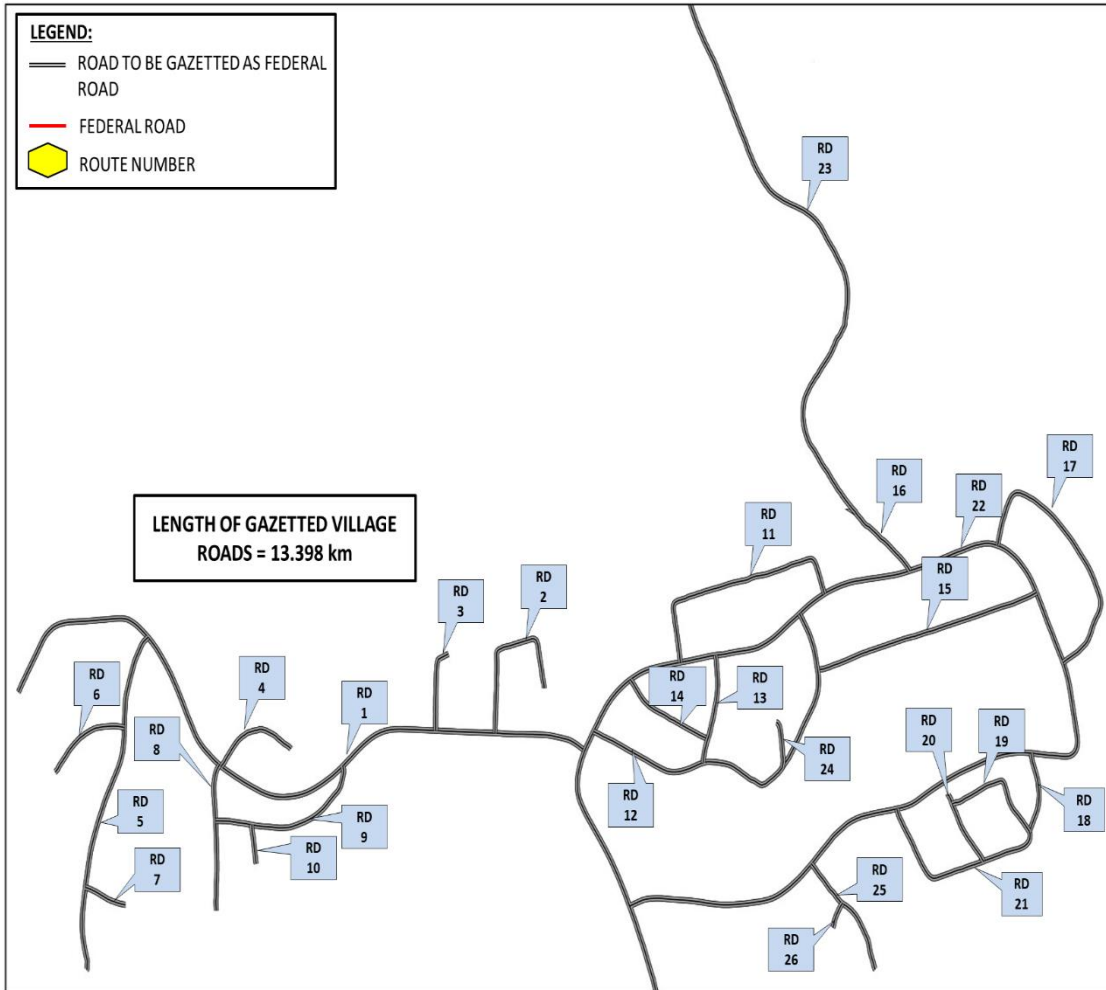 LEGEND:
ROAD TO BE GAZETTED AS FEDERAL
ROAD
FEDERAL ROAD
ROUTE NUMBER
RD
23
RD
17
RD
16
RD
22
RD
11
RD
15
LENGTH OF GAZETTED VILLAGE
ROADS = 13.398 km
RD
3
RD
2
RD
6
RD
4
RD
1
RD
14
RD
13
RD
8
RD
24
RD
20
RD
19
RD
5
RD
9
RD
12
RD
18
RD
10
RD
7
RD
25
RD
21
RD
26